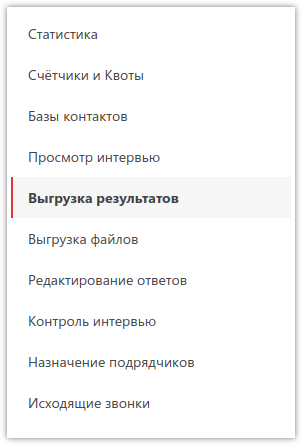 Статистика
Счётчики и Квоты
Базы контактов
Просмотр интервью
Выгрузка результатов
Выгрузка файлов
Редактирование ответов
Контроль интервью
Назначение подрядчиков
Исходящие звонки